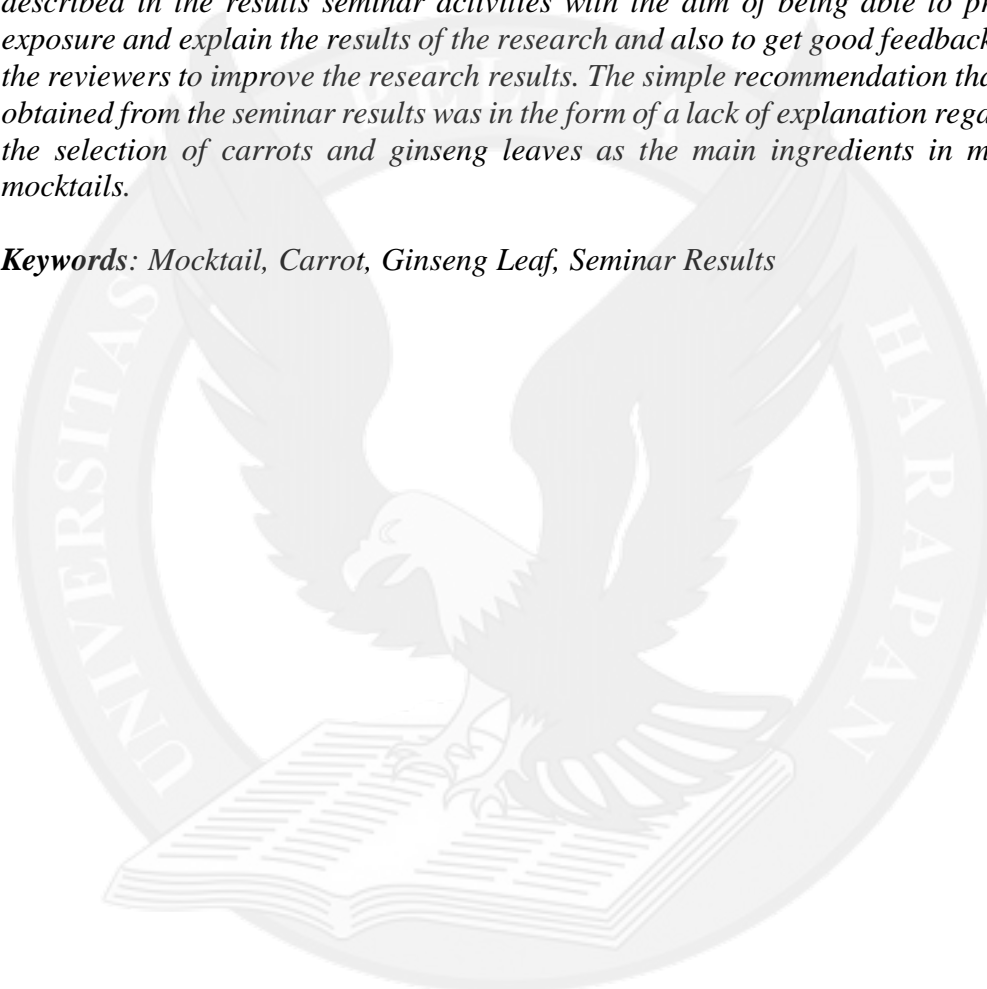 described in the results seminar activities with the aim of being able to pr
exposure and explain the results of the research and also to get good feedback
the reviewers to improve the research results. The simple recommendation tha
obtained from the seminar results was in the form of a lack of explanation rega
the selection of carrots and ginseng leaves as the main ingredients in m
mocktails.
Keywords: Mocktail, Carrot, Ginseng Leaf, Seminar Results
UNIVERSITAS
PELITA
HARAPAN